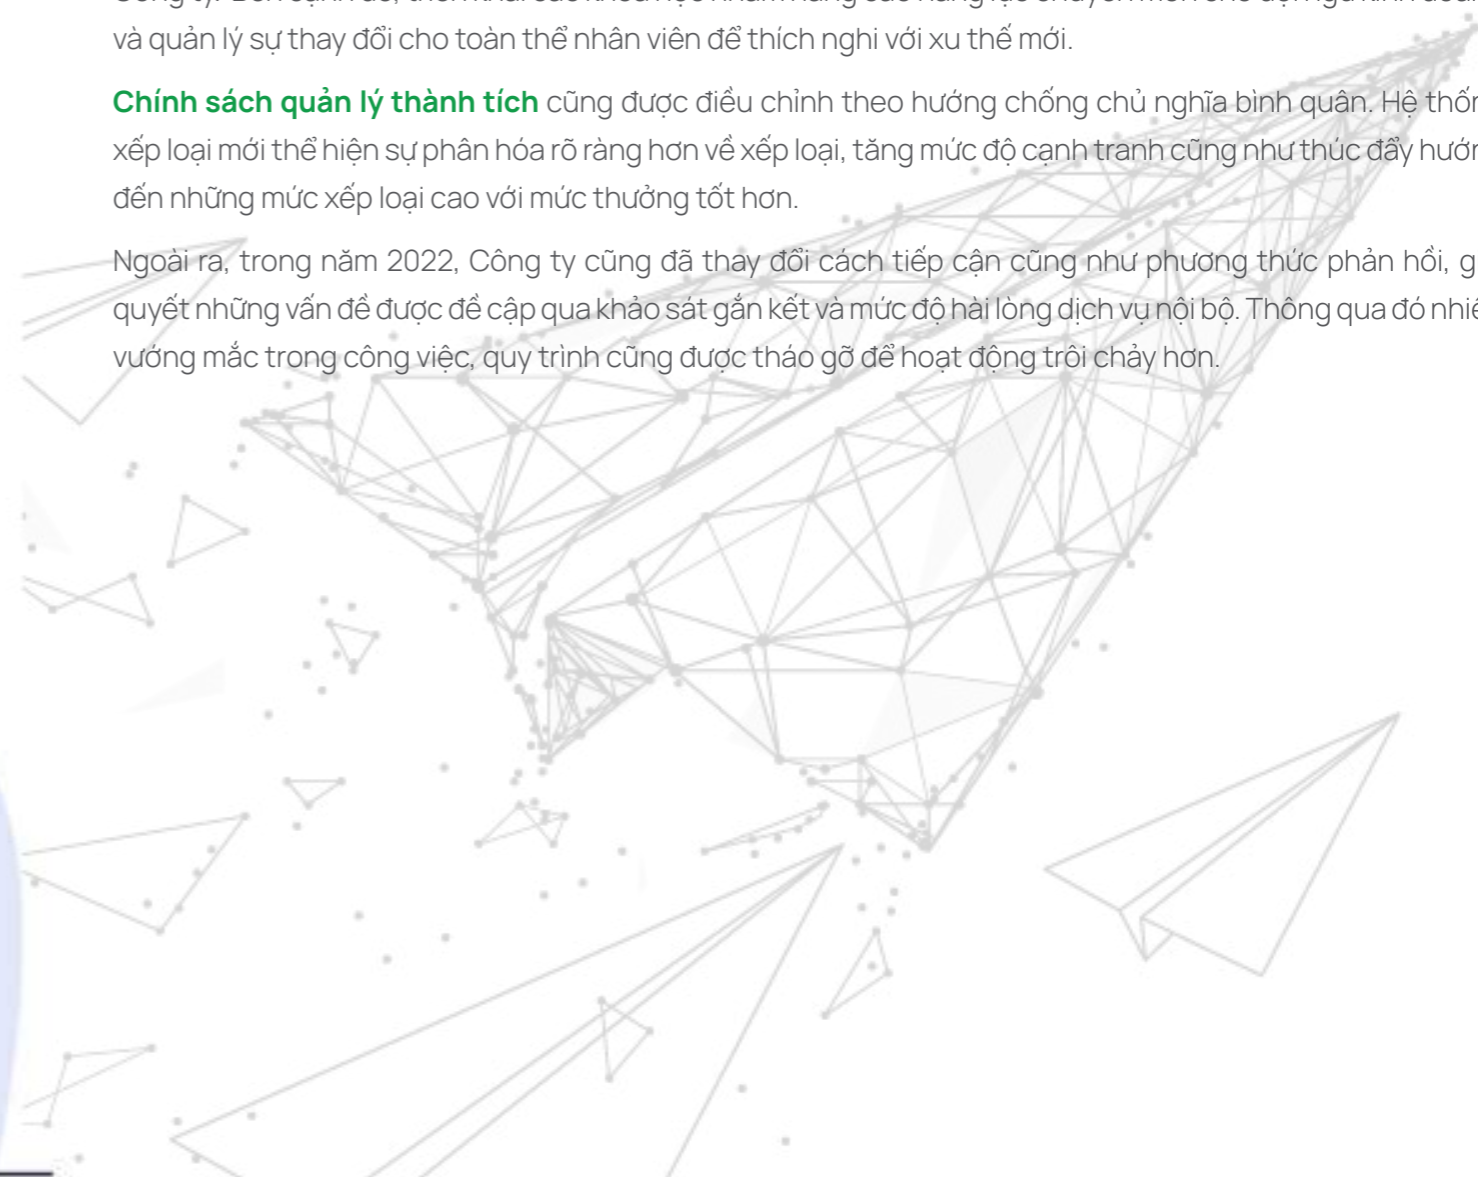 và quản lý sự thay đổi cho toàn thể nhân viên để thích nghi với xu thế mới.
Chính sách quản lý thành tích cũng được điều chỉnh theo hướng chống chủ nghĩa bình quân. Hệ
xếp loại mới thể hiện sự phân hóa rõ ràng hơn về xếp loại, tăng mức độ cạnh tranh cũng như thúc đẩy
đến những mức xếp loại cao với mức thưởng tốt hơn.
Ngoài ra, trong năm 2022, Công ty cũng đã thay đổi cách tiếp cận cũng như phương thức phản hồi,
quyết những vấn đề được đề cập qua khảo sát gắn kết và mức độ hài lòng dịch vụ nội bộ. Thông qua đó
vướng mắc trong công việc, quy trình cũng được tháo gỡ để hoạt động trôi chảy hơn.